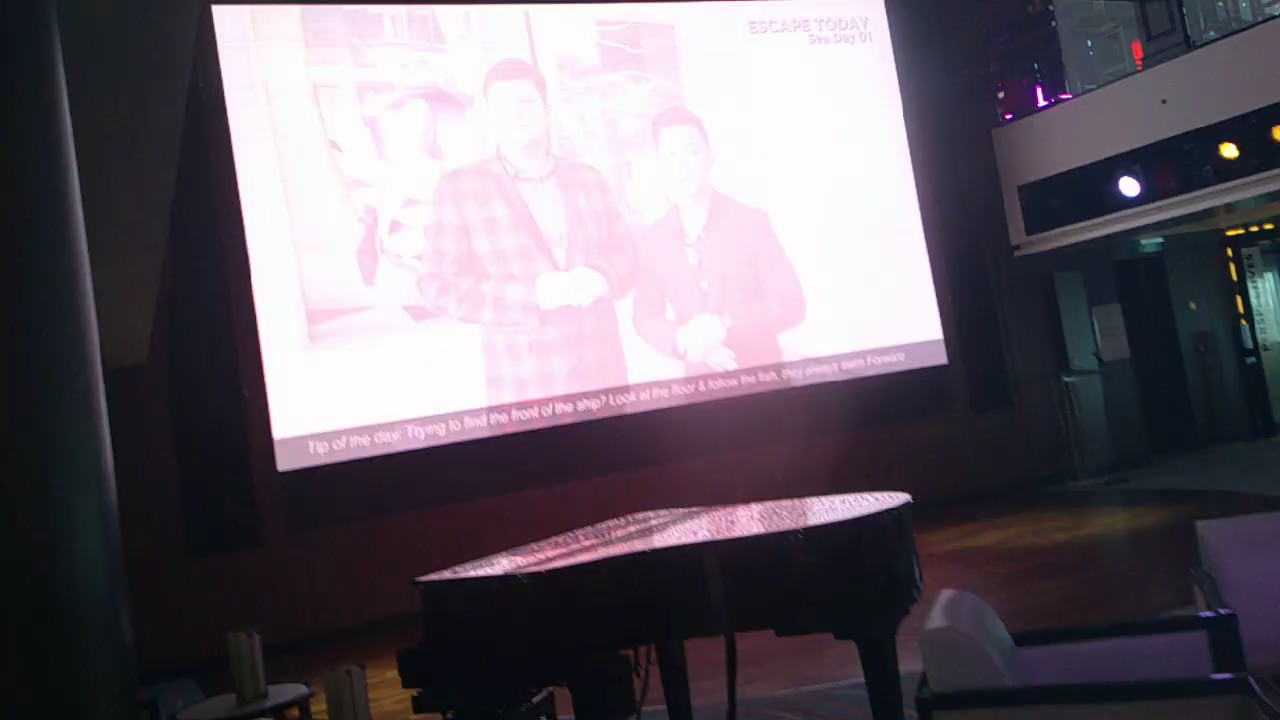 ESCAPE TODAY
Sea Day 01
Tip of the day: Trying to find the front of the ship? Look at the floor & follow the fish, they always swim Forward